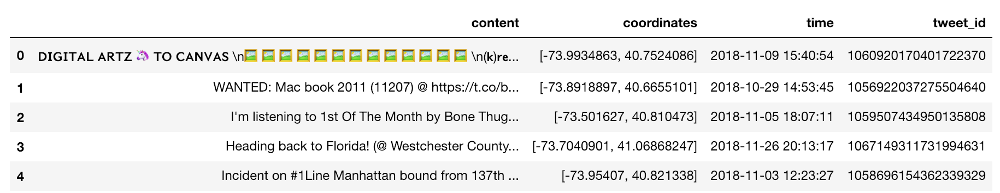 content coordinates time tweet_id
0 DIGITAL ARTZ 🦄 TO CANVAS \n🖼️ 🖼️ 🖼️ 🖼️ 🖼️ 🖼️ 🖼️ 🖼️ 🖼️ 🖼️ 🖼️ 🖼️ 🖼️ \n(k)re... [-73.9934863, 40.7524086] 2018-11-09 15:40:54 1060920170401722370
1 WANTED: Mac book 2011 (11207) @ https://t.co/b... [-73.8918897, 40.6655101] 2018-10-29 14:53:45 1056922037275504640
2 I'm listening to 1st Of The Month by Bone Thug... [-73.501627, 40.810473] 2018-11-05 18:07:11 1059507434950135808
3 Heading back to Florida! (@ Westchester County... [-73.7040901, 41.06868247] 2018-11-26 20:13:17 1067149311731994631
4 Incident on #1Line Manhattan bound from 137th ... [-73.95407, 40.821338] 2018-11-03 12:23:27 1058696154362339329